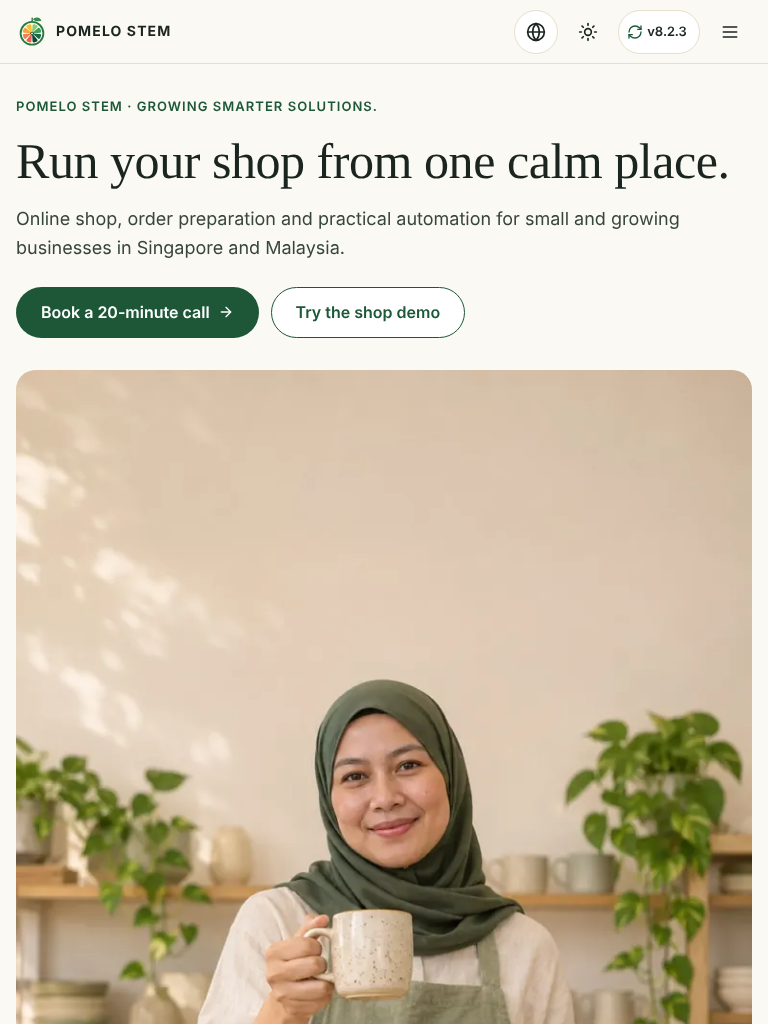 POMELO STEM
v8.2.3
POMELO STEM · GROWING SMARTER SOLUTIONS.
Run your shop from one calm place.
Online shop, order preparation and practical automation for small and growing
businesses in Singapore and Malaysia.
Book a 20-minute call →
Try the shop demo